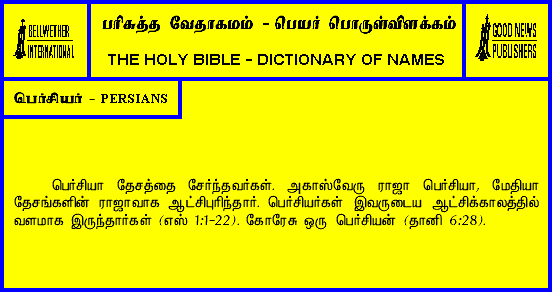 BELLWETHER
INTERNATIONAL
பரிசுத்த வேதாகமம் - பெயர் பொருள்விளக்கம்
THE HOLY BIBLE - DICTIONARY OF NAMES
GOOD NEWS
PUBLISHERS
பெர்சியர் - PERSIANS
பெர்சியா தேசத்தை சேர்ந்தவர்கள். அகாஸ்வேரு ராஜா பெர்சியா, மேதியா
தேசங்களின் ராஜாவாக ஆட்சிபுரிந்தார். பெர்சியர்கள் இவருடைய ஆட்சிக்காலத்தில்
வளமாக இருந்தார்கள் (எஸ் 1:1-22). கோரேசு ஒரு பெர்சியன் (தானி 6:28).